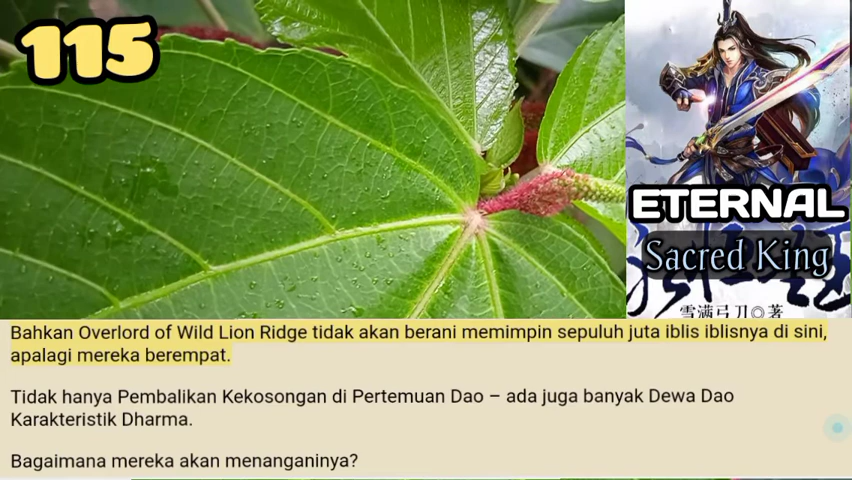 115
ETERNAL
Sacred King
雪满弓刀◎著
Bahkan Overlord of Wild Lion Ridge tidak akan berani memimpin sepuluh juta iblis iblisnya di sini,
apalagi mereka berempat.
Tidak hanya Pembalikan Kekosongan di Pertemuan Dao – ada juga banyak Dewa Dao
Karakteristik Dharma.
Bagaimana mereka akan menanganinya?